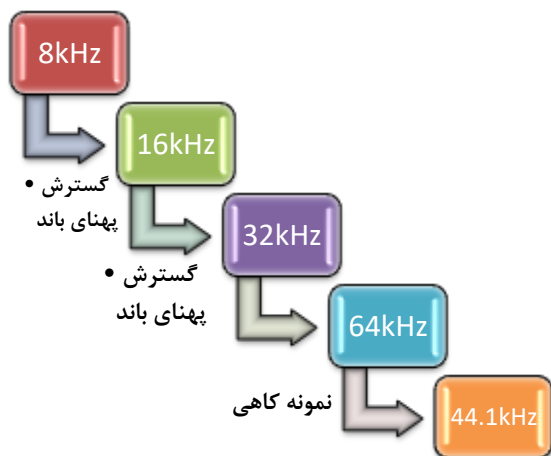 8kHz
16kHz
• گسترش
پهنای باند
32kHz
• گسترش
پهنای باند
64kHz
نمونه کاهی
44.1kHz